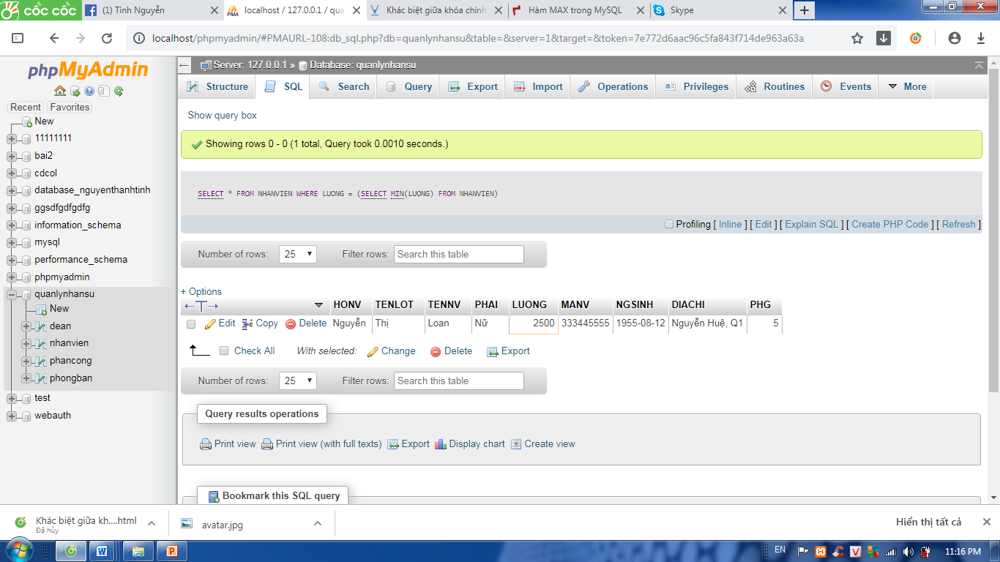 CỐC CỐC
(1) Tình Nguyễn
localhost / 127.0.0.1 / qua
Khác biệt giữa khóa chính
Hàm MAX trong MySQL
Skype
localhost/phpmyadmin/#PMAURL-108:db_sql.php?db=quanlynhansu&table=&server=1&target=&token=7e772d6aac96c5fa843f714de963a63a
phpMyAdmin
Recent Favorites
New
11111111
bai2
cdcol
database_nguyenthanhtinh
ggsdfgdfgdfg
information_schema
mysql
performance_schema
phpmyadmin
quanlynhansu
New
dean
nhanvien
phancong
phongban
test
webauth
Server: 127.0.0.1 » Database: quanlynhansu
Structure SQL Search Query Export Import Operations Privileges Routines Events More
Show query box
Showing rows 0 - 0 (1 total, Query took 0.0010 seconds.)
SELECT * FROM NHANVIEN WHERE LUONG = (SELECT MIN(LUONG) FROM NHANVIEN)
Profiling [ Inline ] [ Edit ] [ Explain SQL ] [ Create PHP Code ] [ Refresh ]
Number of rows: 25 Filter rows: Search this table
+ Options
←T→ HONV TENLOT TENNV PHAI LUONG MANV NGSINH DIACHI PHG
Edit Copy Delete Nguyễn Thị Loan Nữ 2500 333445555 1955-08-12 Nguyễn Huệ, Q1 5
Check All With selected: Change Delete Export
Number of rows: 25 Filter rows: Search this table
Query results operations
Print view Print view (with full texts) Export Display chart Create view
Bookmark this SQL query
Khác biệt giữa kh....html
Đã hủy
avatar.jpg
Hiển thị tất cả
EN
11:16 PM